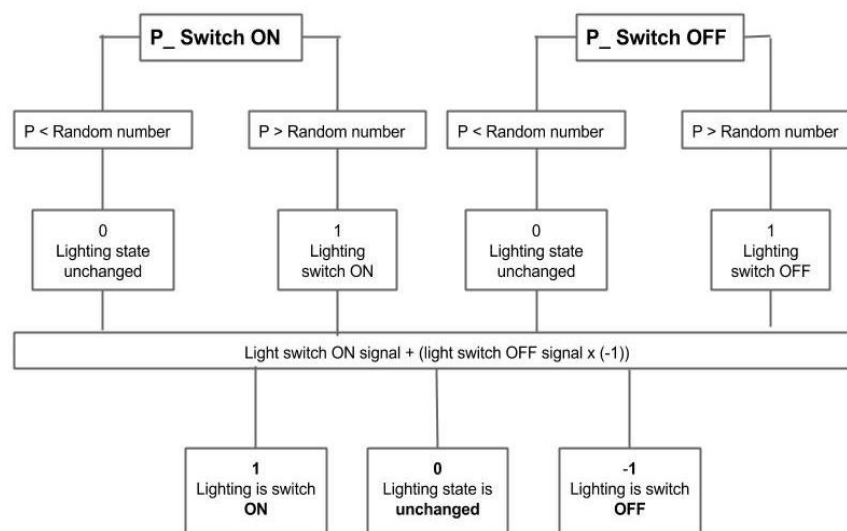 P_ Switch ON
P_ Switch OFF
P < Random number
P > Random number
P < Random number
P > Random number
0
Lighting state
unchanged
1
Lighting
switch ON
0
Lighting state
unchanged
1
Lighting
switch OFF
Light switch ON signal + (light switch OFF signal x (-1))
1
Lighting is switch
ON
0
Lighting state is
unchanged
-1
Lighting is switch
OFF